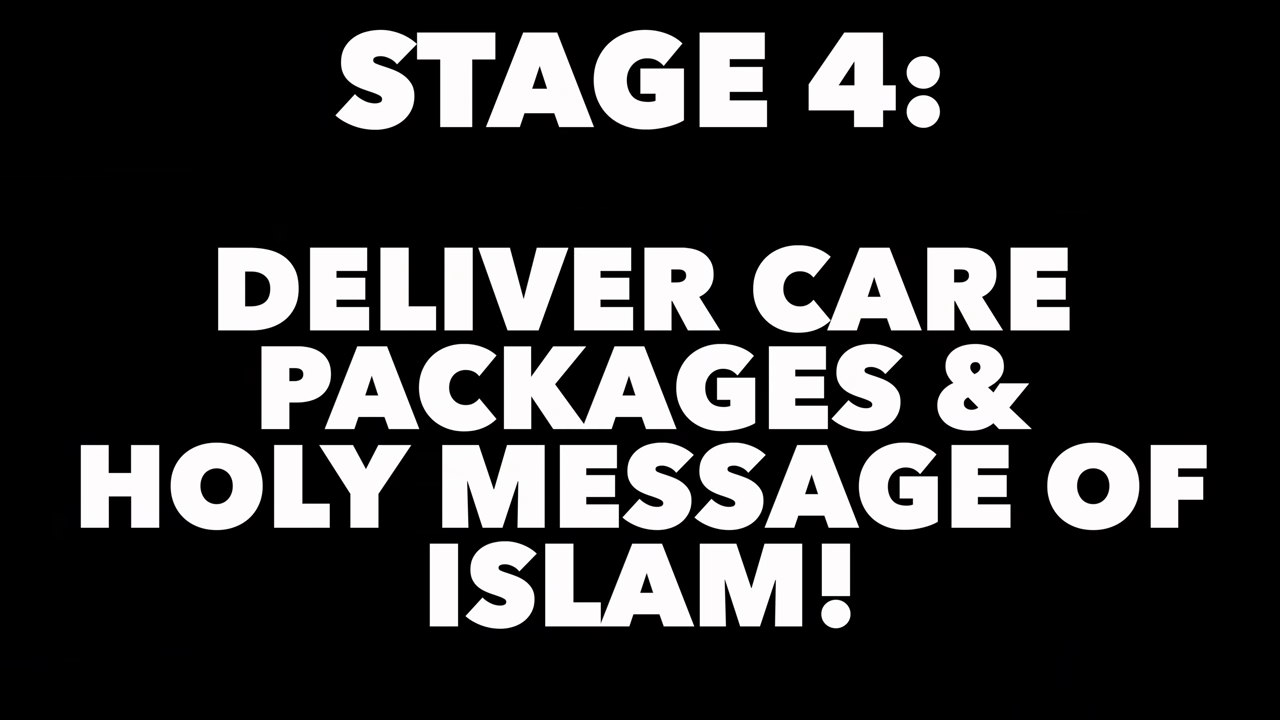 STAGE 4:
DELIVER CARE
PACKAGES &
HOLY MESSAGE OF
ISLAM!